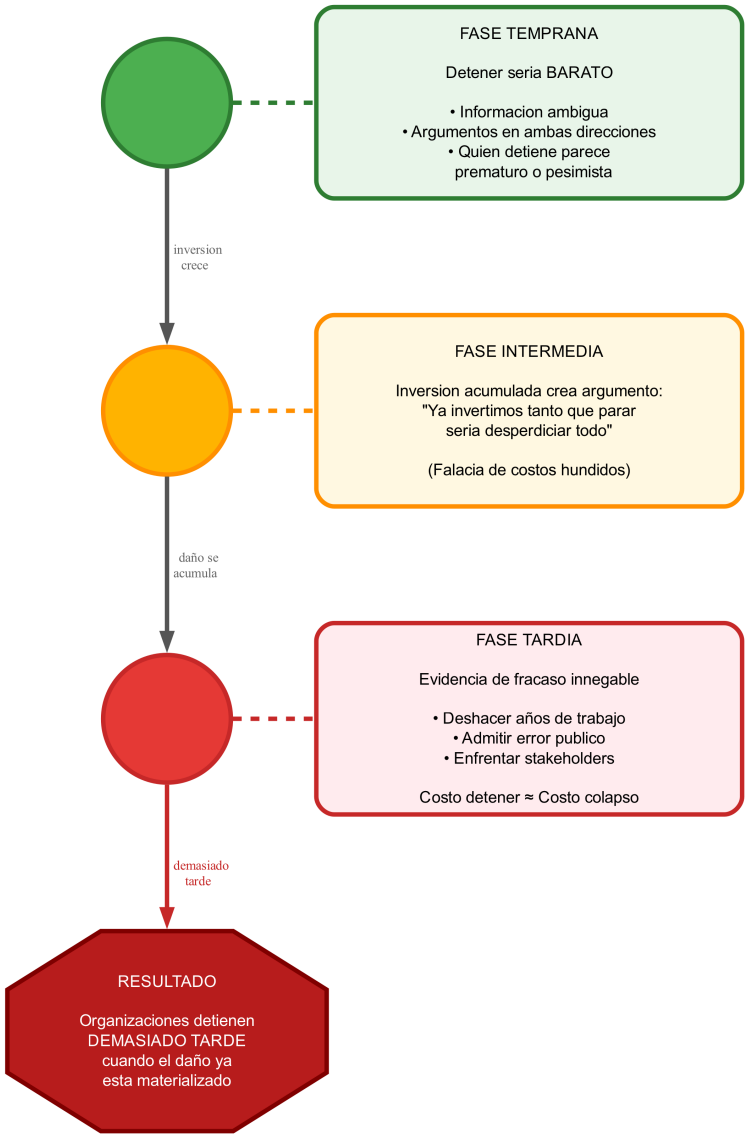 FASE TEMPRANA
Detener seria BARATO
• Informacion ambigua
• Argumentos en ambas direcciones
• Quien detiene parece
prematuro o pesimista
inversion
crece
FASE INTERMEDIA
Inversion acumulada crea argumento:
"Ya invertimos tanto que parar
seria desperdiciar todo"
(Falacia de costos hundidos)
daño se
acumula
FASE TARDIA
Evidencia de fracaso innegable
• Deshacer años de trabajo
• Admitir error publico
• Enfrentar stakeholders
Costo detener ≈ Costo colapso
demasiado
tarde
RESULTADO
Organizaciones detienen
DEMASIADO TARDE
cuando el daño ya
esta materializado